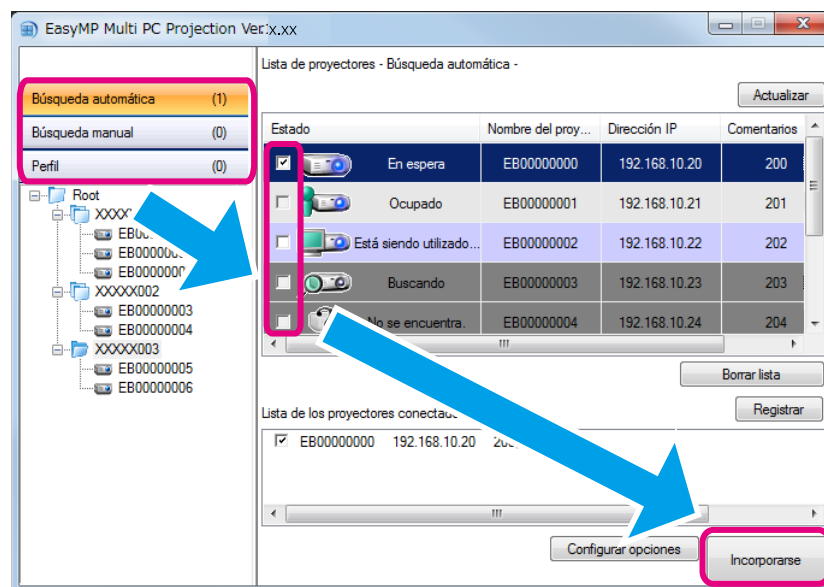 EasyMP Multi PC Projection Ver.x.xx
Lista de proyectores - Búsqueda automática -
Búsqueda automática (1)
Búsqueda manual (0)
Perfil (0)
Actualizar
Estado Nombre del proy... Dirección IP Comentarios
En espera EB00000000 192.168.10.20 200
Ocupado EB00000001 192.168.10.21 201
Está siendo utilizado... EB00000002 192.168.10.22 202
Buscando EB00000003 192.168.10.23 203
No se encuentra. EB00000004 192.168.10.24 204
Root
XXXXX002
EB00000003
EB00000004
XXXXX003
EB00000005
EB00000006
Borrar lista
Lista de los proyectores
Registrar
EB00000000 192.168.10.20
Configurar opciones
Incorporarse